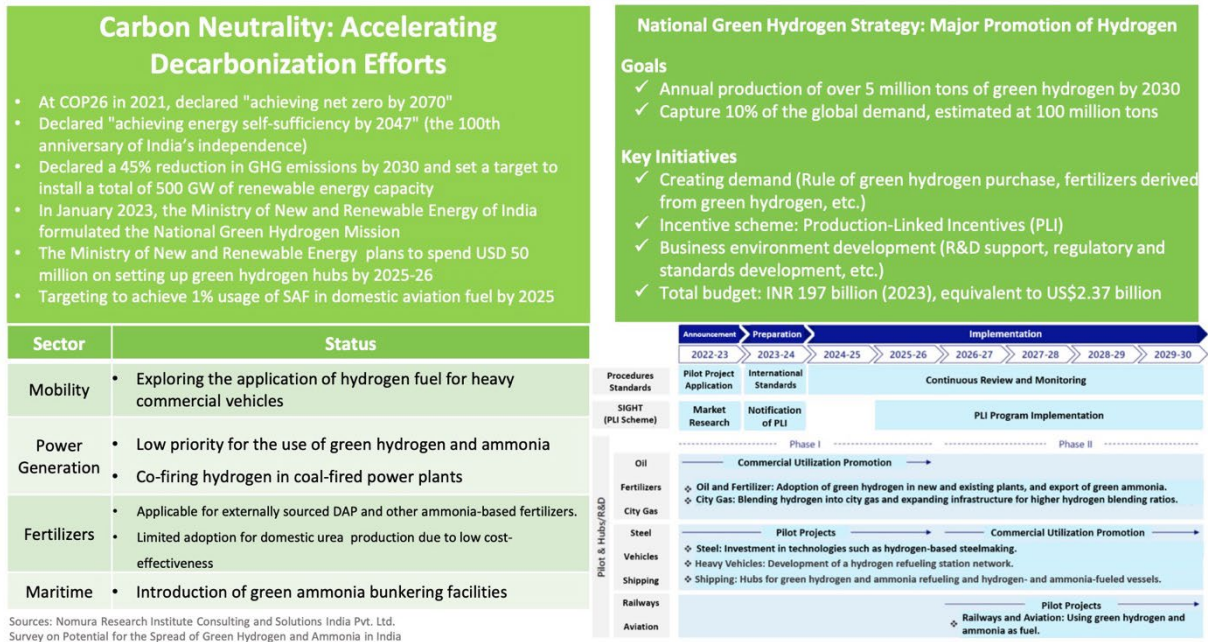 Carbon Neutrality: Accelerating
Decarbonization Efforts
• At COP26 in 2021, declared "achieving net zero by 2070"
• Declared "achieving energy self-sufficiency by 2047" (the 100th
anniversary of India's independence)
• Declared a 45% reduction in GHG emissions by 2030 and set a target to
install a total of 500 GW of renewable energy capacity
• In January 2023, the Ministry of New and Renewable Energy of India
formulated the National Green Hydrogen Mission
• The Ministry of New and Renewable Energy plans to spend USD 50
million on setting up green hydrogen hubs by 2025-26
• Targeting to achieve 1% usage of SAF in domestic aviation fuel by 2025
Sector Status
Mobility
• Exploring the application of hydrogen fuel for heavy
commercial vehicles
Power
Generation
• Low priority for the use of green hydrogen and ammonia
• Co-firing hydrogen in coal-fired power plants
Fertilizers
• Applicable for externally sourced DAP and other ammonia-based fertilizers.
• Limited adoption for domestic urea production due to low cost-
effectiveness
Maritime
• Introduction of green ammonia bunkering facilities
Sources: Nomura Research Institute Consulting and Solutions India Pvt. Ltd.
Survey on Potential for the Spread of Green Hydrogen and Ammonia in India
National Green Hydrogen Strategy: Major Promotion of Hydrogen
Goals
✓ Annual production of over 5 million tons of green hydrogen by 2030
✓ Capture 10% of the global demand, estimated at 100 million tons
Key Initiatives
✓ Creating demand (Rule of green hydrogen purchase, fertilizers derived
from green hydrogen, etc.)
✓ Incentive scheme: Production-Linked Incentives (PLI)
✓ Business environment development (R&D support, regulatory and
standards development, etc.)
✓ Total budget: INR 197 billion (2023), equivalent to US$2.37 billion
Announcement Preparation Implementation
2022-23 2023-24 2024-25 2025-26 2026-27 2027-28 2028-29 2029-30
Procedures
Standards
Pilot Project
Application
International
Standards
Continuous Review and Monitoring
SIGHT
(PLI Scheme)
Market
Research
Notification
of PLI
PLI Program Implementation
Pilot & Hubs/R&D
Phase I Phase II
Oil
Fertilizers
City Gas
Commercial Utilization Promotion
❖ Oil and Fertilizer: Adoption of green hydrogen in new and existing plants, and export of green ammonia.
❖ City Gas: Blending hydrogen into city gas and expanding infrastructure for higher hydrogen blending ratios.
Steel
Vehicles
Shipping
Pilot Projects Commercial Utilization Promotion
❖ Steel: Investment in technologies such as hydrogen-based steelmaking.
❖ Heavy Vehicles: Development of a hydrogen refueling station network.
❖ Shipping: Hubs for green hydrogen and ammonia refueling and hydrogen- and ammonia-fueled vessels.
Railways
Aviation
Pilot Projects
❖ Railways and Aviation: Using green hydrogen and
ammonia as fuel.